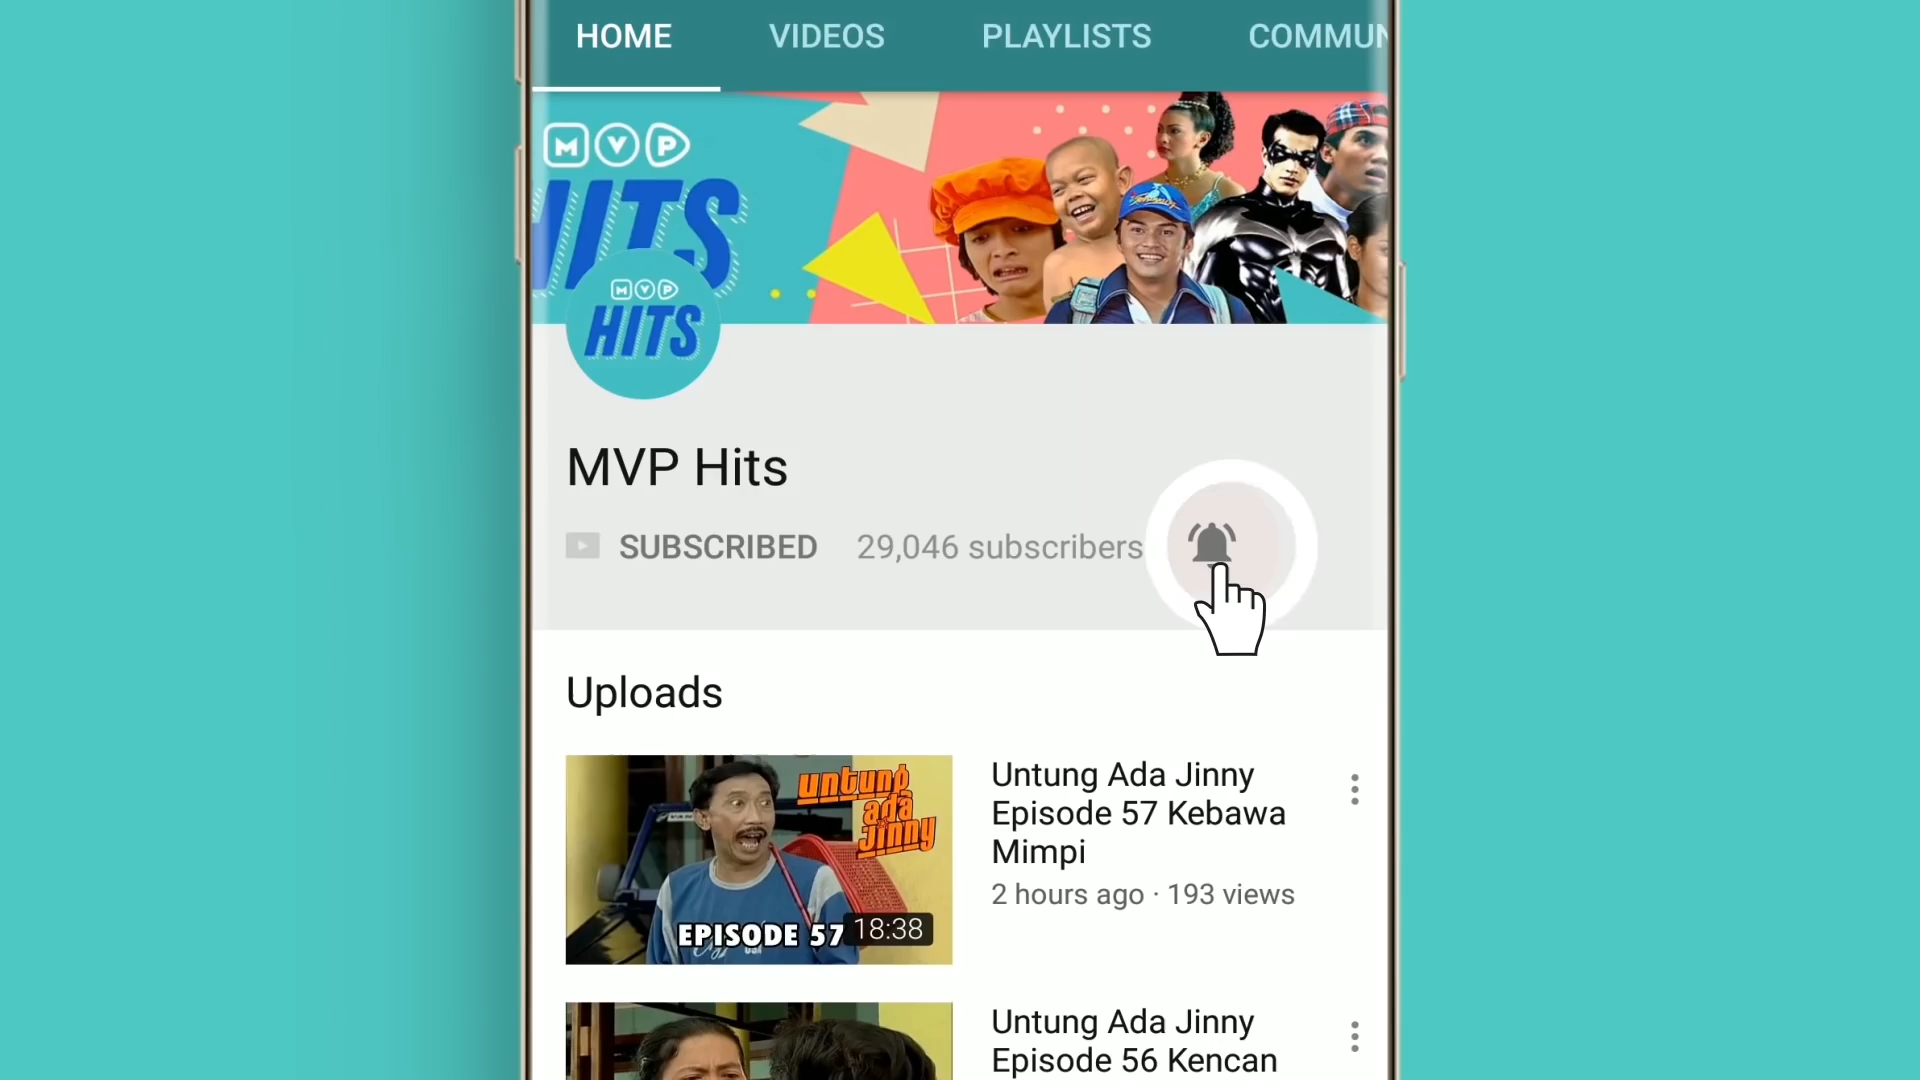 HOME VIDEOS PLAYLISTS COMMUN
MVP
HITS
MVP
HITS
MVP Hits
SUBSCRIBED 29,046 subscribers
Uploads
untung
ada
jinny
EPISODE 57
18:38
Untung Ada Jinny
Episode 57 Kebawa
Mimpi
2 hours ago · 193 views
Untung Ada Jinny
Episode 56 Kencan